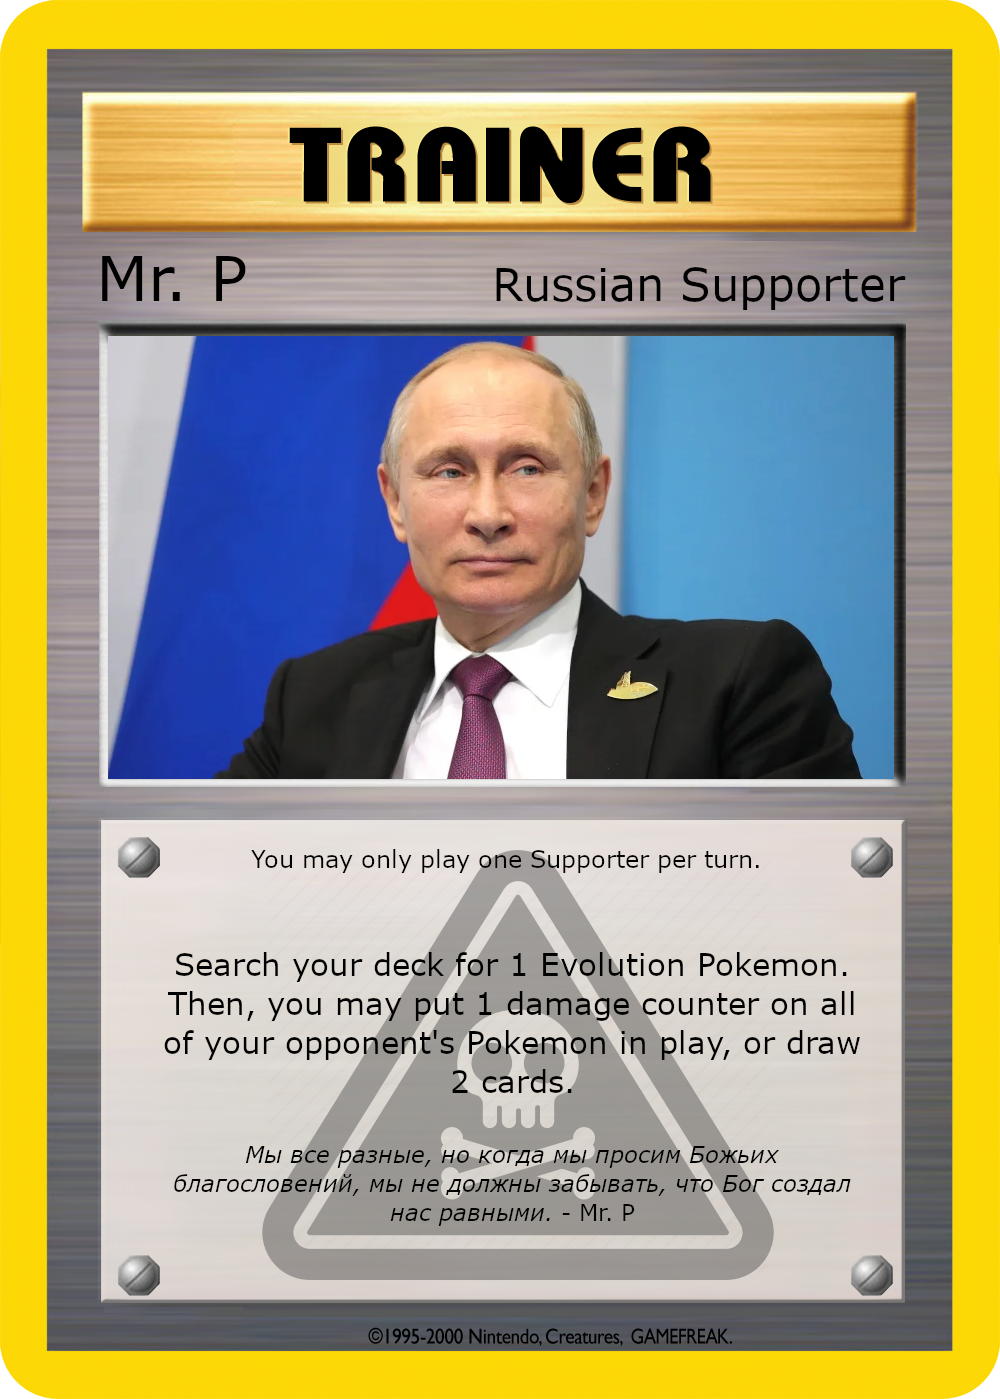 TRAINER
Mr. P
Russian Supporter
You may only play one Supporter per turn.
Search your deck for 1 Evolution Pokemon.
Then, you may put 1 damage counter on all
of your opponent's Pokemon in play, or draw
2 cards.
Мы все разные, но когда мы просим Божьих
благословений, мы не должны забывать, что Бог создал
нас равными. - Mr. P
©1995-2000 Nintendo, Creatures, GAMEFREAK.